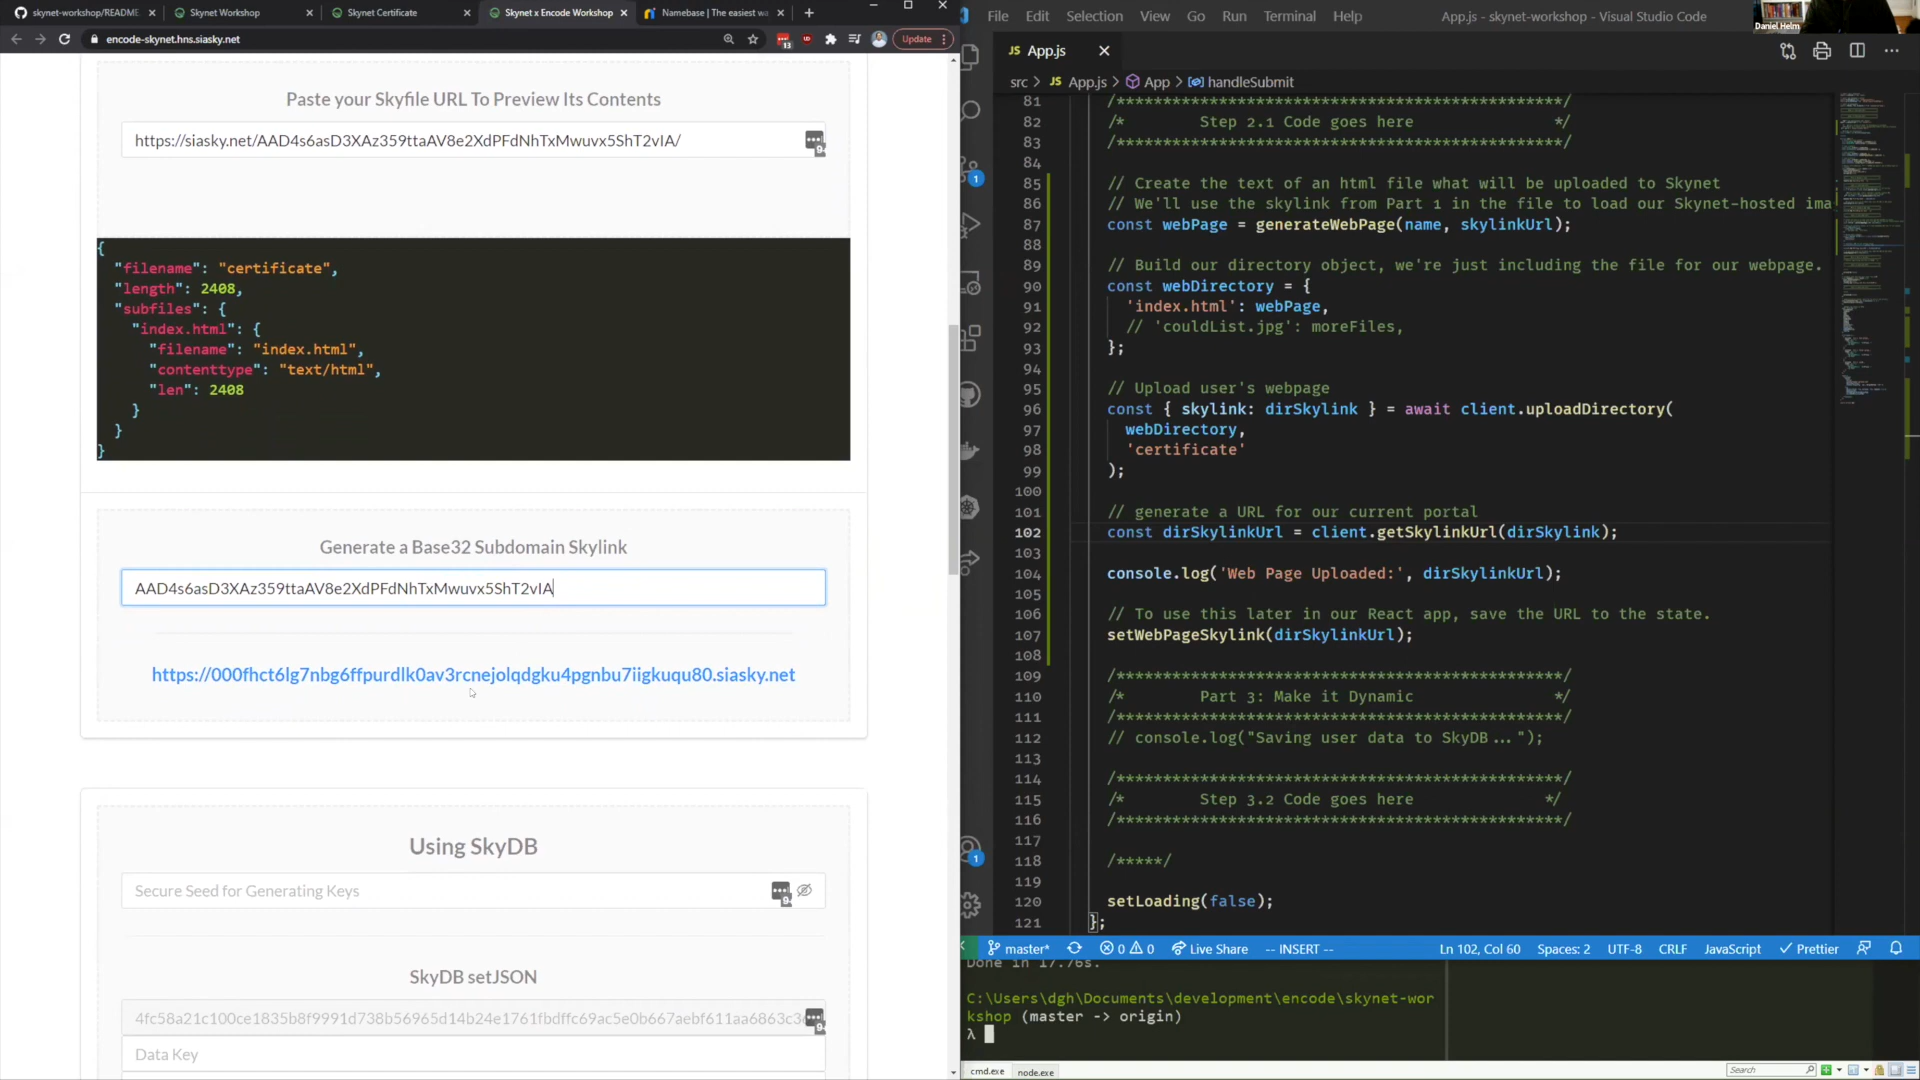 skynet-workshop/README
Skynet Workshop
Skynet Certificate
Skynet x Encode Workshop
Namebase | The easiest wa
encode-skynet.hns.siasky.net
13
Update
Paste your Skyfile URL To Preview Its Contents
https://siasky.net/AAD4s6asD3XAz359ttaAV8e2XdPFdNhTxMwuvx5ShT2vIA/
9
{
"filename": "certificate",
"length": 2408,
"subfiles": {
"index.html": {
"filename": "index.html",
"contenttype": "text/html",
"len": 2408
}
}
}
Generate a Base32 Subdomain Skylink
AAD4s6asD3XAz359ttaAV8e2XdPFdNhTxMwuvx5ShT2vIA
https://000fhct6lg7nbg6ffpurdlk0av3rcnejolqdgku4pgnbu7iigkuqu80.siasky.net
Using SkyDB
Secure Seed for Generating Keys
9
SkyDB setJSON
4fc58a21c100ce1835b8f9991d738b56965d14b24e1761fbdffc69ac5e0b667aebf611aa6863c3
9
Data Key
File Edit Selection View Go Run Terminal Help
App.js - skynet-workshop - Visual Studio Code
Daniel Helm
JS App.js
src > JS App.js > App > handleSubmit
1
1
81 /*************************************************/
82 /* Step 2.1 Code goes here */
83 /*************************************************/
84
85 // Create the text of an html file what will be uploaded to Skynet
86 // We'll use the skylink from Part 1 in the file to load our Skynet-hosted ima
87 const webPage = generateWebPage(name, skylinkUrl);
88
89 // Build our directory object, we're just including the file for our webpage.
90 const webDirectory = {
91 'index.html': webPage,
92 // 'couldList.jpg': moreFiles,
93 };
94
95 // Upload user's webpage
96 const { skylink: dirSkylink } = await client.uploadDirectory(
97 webDirectory,
98 'certificate'
99 );
100
101 // generate a URL for our current portal
102 const dirSkylinkUrl = client.getSkylinkUrl(dirSkylink);
103
104 console.log('Web Page Uploaded:', dirSkylinkUrl);
105
106 // To use this later in our React app, save the URL to the state.
107 setWebPageSkylink(dirSkylinkUrl);
108
109 /*************************************************/
110 /* Part 3: Make it Dynamic */
111 /*************************************************/
112 // console.log("Saving user data to SkyDB...");
113
114 /*************************************************/
115 /* Step 3.2 Code goes here */
116 /*************************************************/
117
118 /*****/
119
120 setLoading(false);
121 };
master* 0 0 Live Share -- INSERT -- Ln 102, Col 60 Spaces: 2 UTF-8 CRLF JavaScript Prettier
Done in 17.76s.
C:\Users\dgh\Documents\development\encode\skynet-wor
kshop (master -> origin)
λ
cmd.exe node.exe
Search